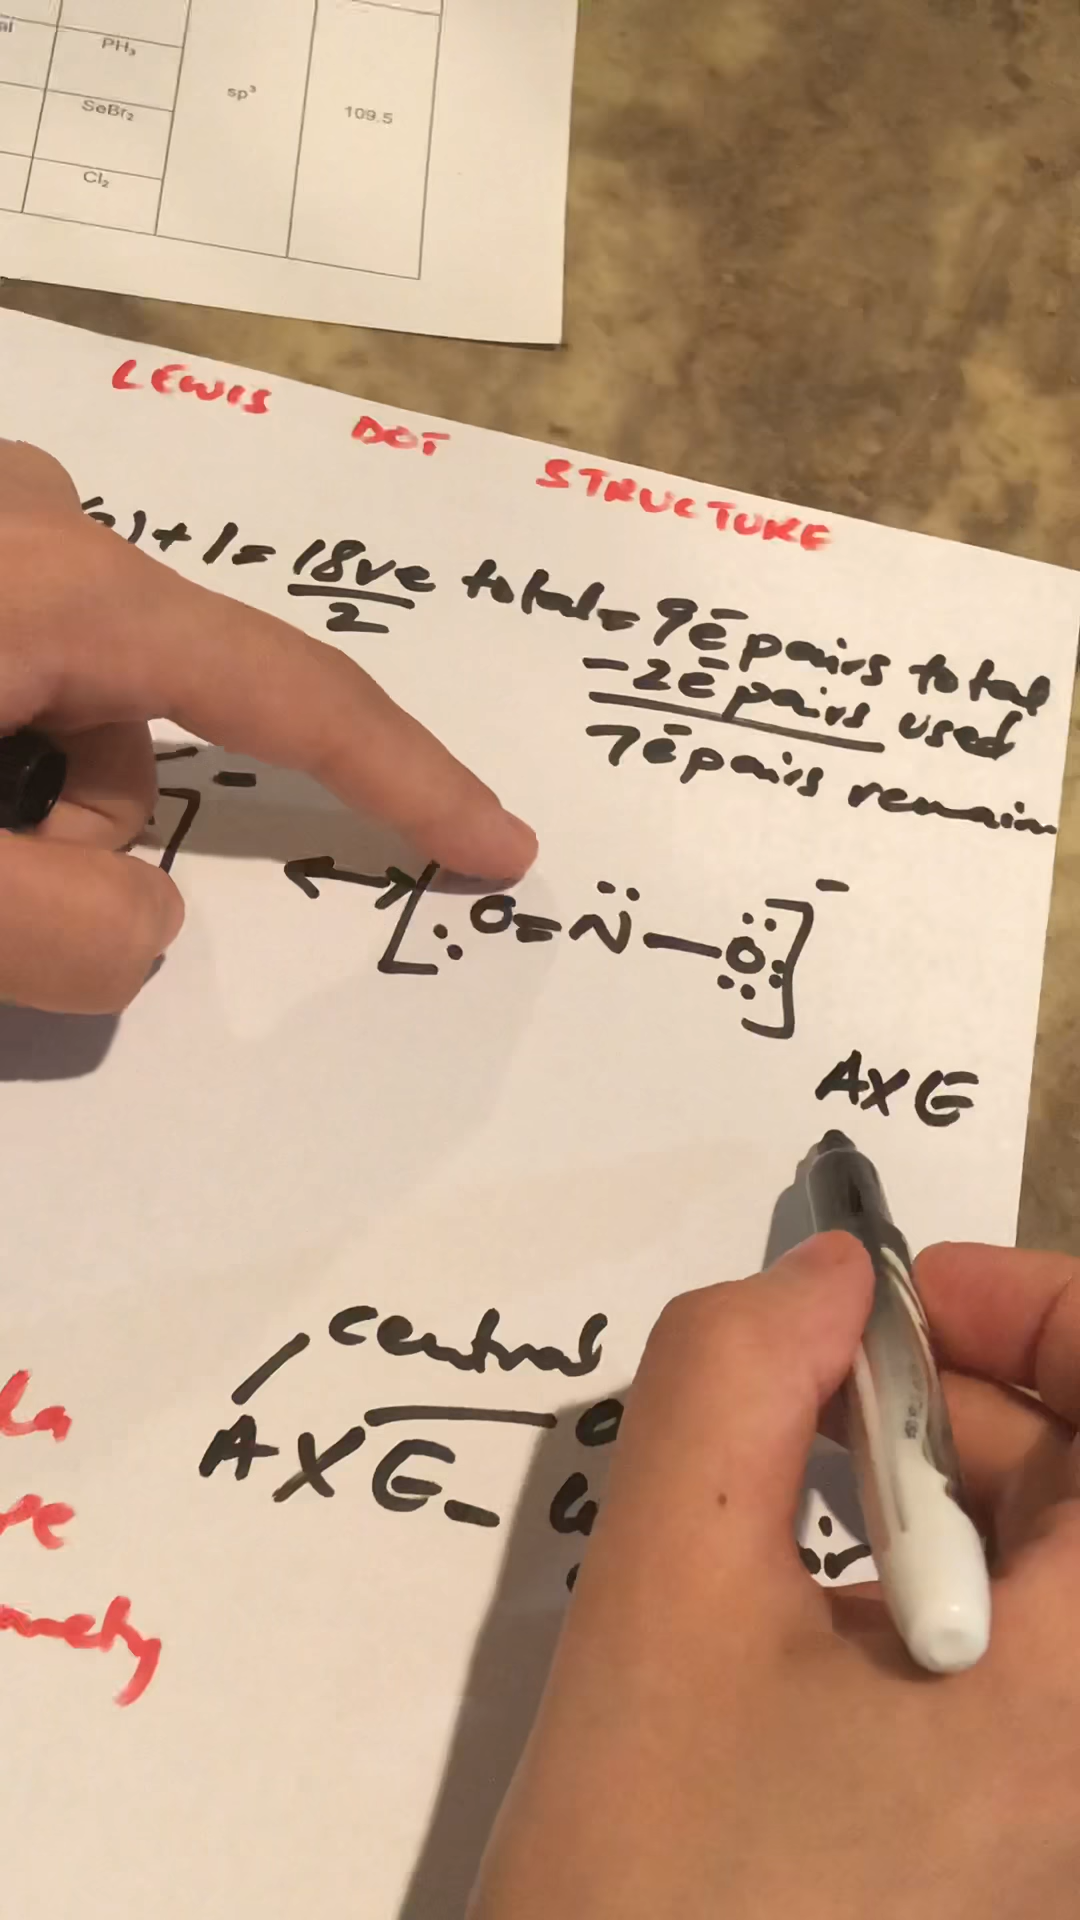 PH₃
sp³
109.5
SeBr₂
Cl₂
LEWIS DOT STRUCTURE
) + 1 = 18ve total = 9ē pairs total
2
- 2ē pairs used
7ē pairs remain
-
] ↔ [:Ö=N̈—Ö:]⁻
AXE
central
AXE -